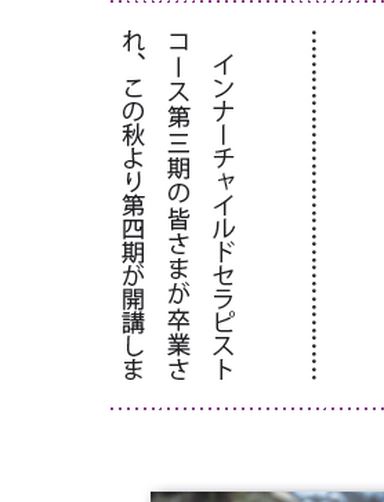 インナーチャイルドセラピスト
コース第三期の皆さまが卒業さ
れ、この秋より第四期が開講しま